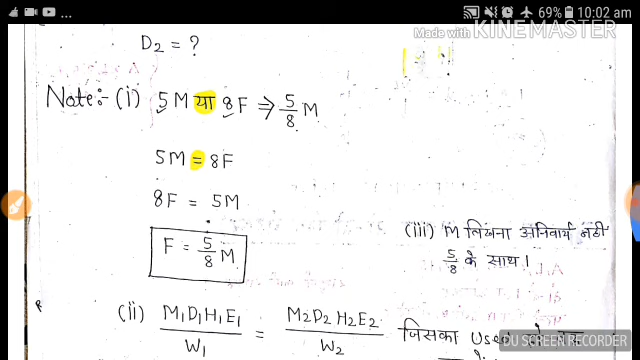 69% 10:02 am
Made with KINEMASTER
D2 = ?
Note:- (i) 5M या 8F ⇒ 5/8 M
5M = 8F
8F = 5M
F = 5/8 M
(iii) M लिखना अनिवार्य नहीं
5/8 के साथ।
(ii) M1D1H1E1/W1 = M2D2H2E2/W2 जिसका Used
DU SCREEN RECORDER